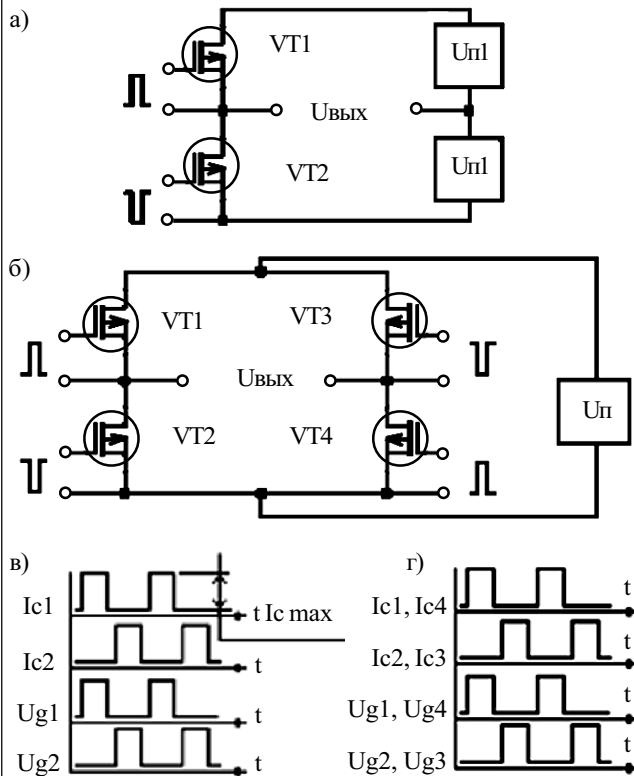 а)
VT1
Uп1
Uвых
VT2
Uп1
б)
VT1
VT3
Uвых
Uп
VT2
VT4
в)
Ic1
t Ic max
Ic2
t
Ug1
t
Ug2
t
г)
Ic1, Ic4
t
Ic2, Ic3
t
Ug1, Ug4
t
Ug2, Ug3
t